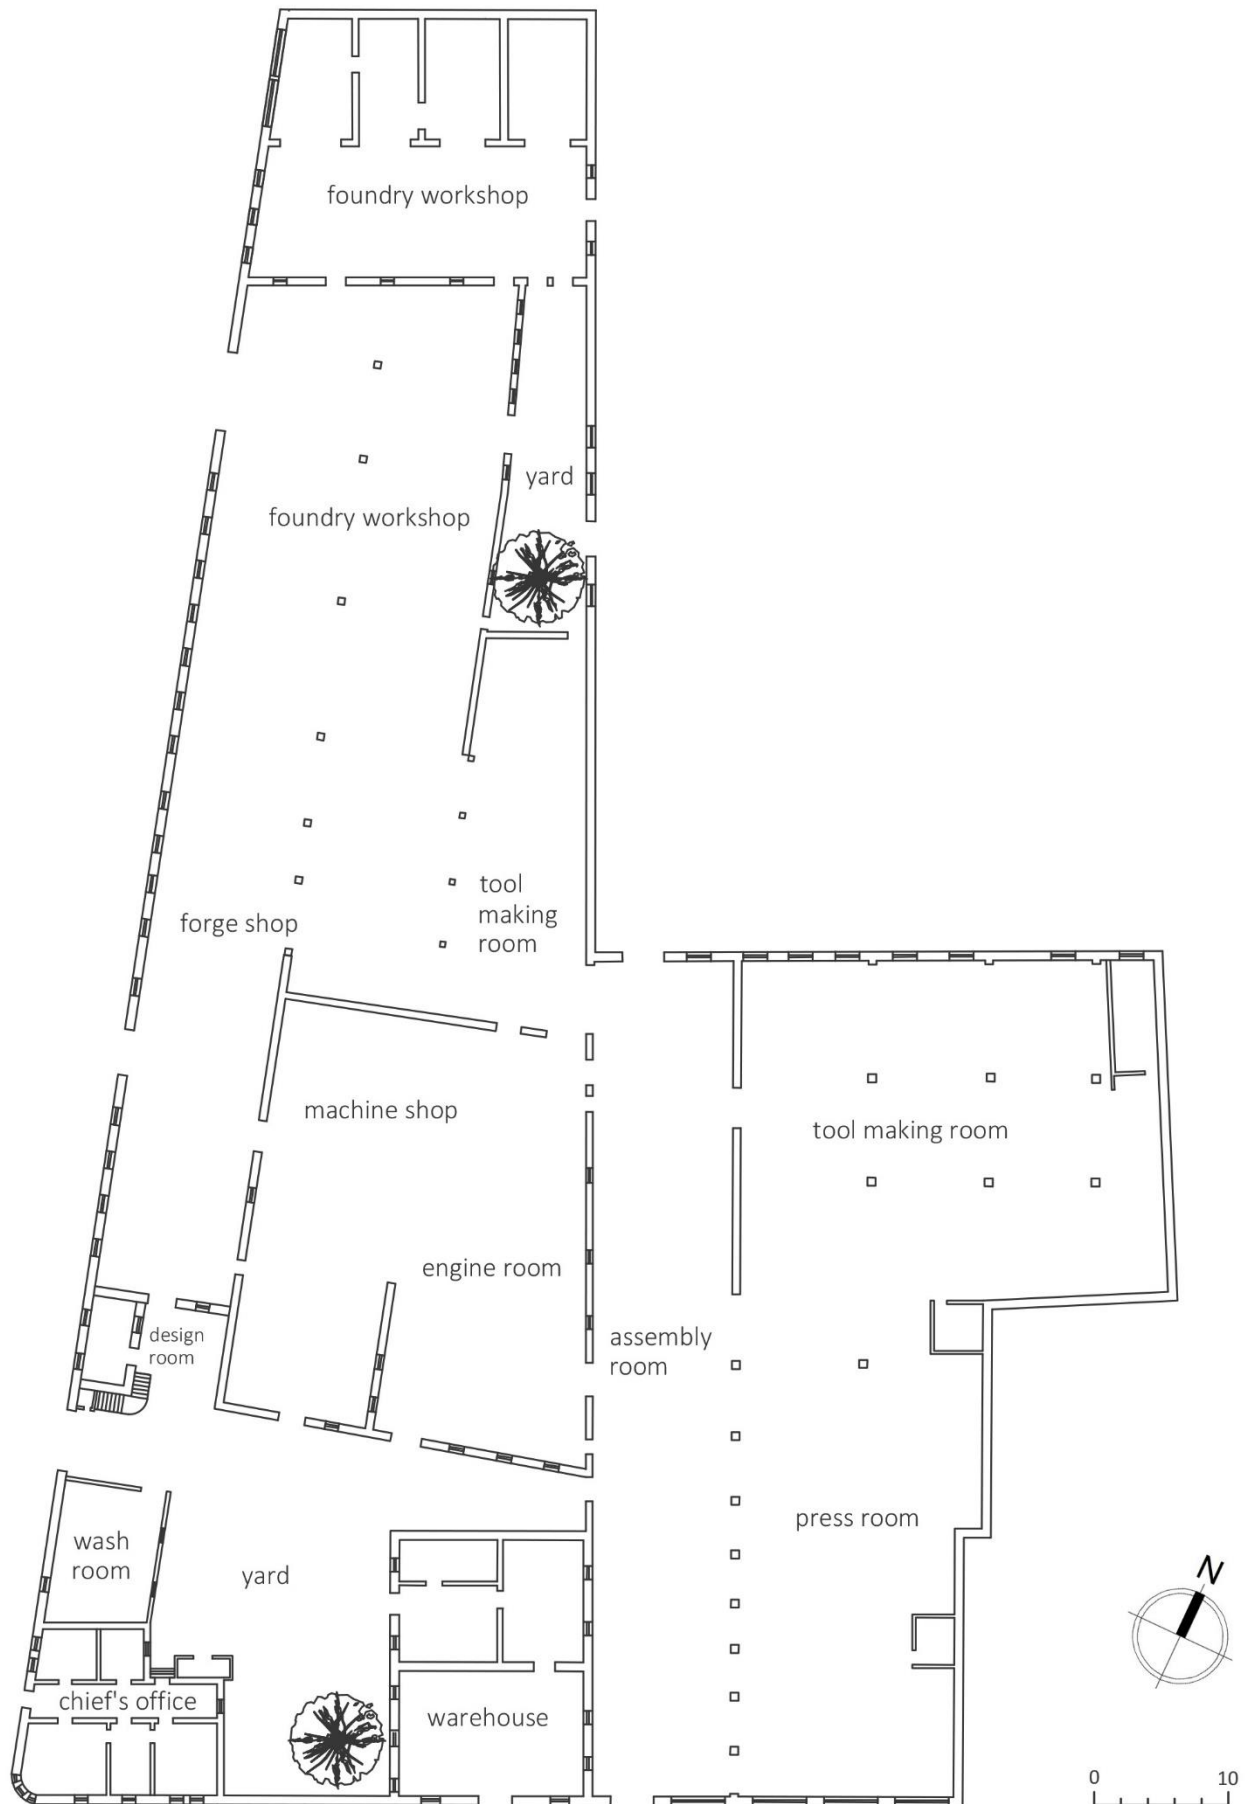 foundry workshop
yard
foundry workshop
tool
making
room
forge shop
machine shop
tool making room
engine room
design
room
assembly
room
press room
wash
room
yard
N
chief's office
warehouse
0 10